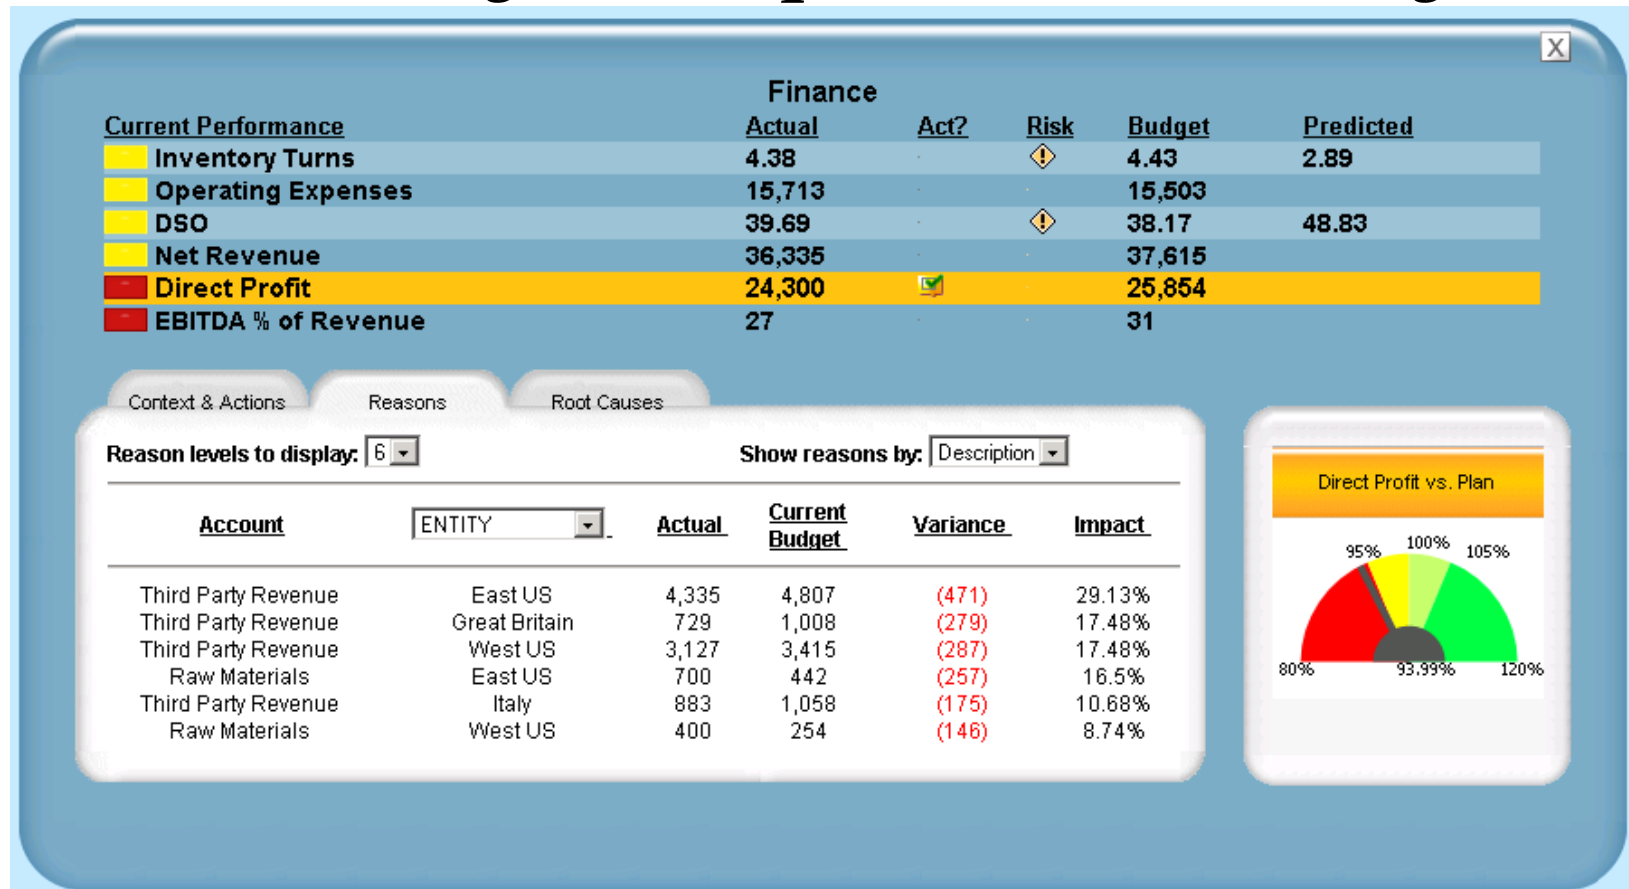 X
Finance
Current Performance Actual Act? Risk Budget Predicted
Inventory Turns 4.38 4.43 2.89
Operating Expenses 15,713 15,503
DSO 39.69 38.17 48.83
Net Revenue 36,335 37,615
Direct Profit 24,300 25,854
EBITDA % of Revenue 27 31
Context & Actions Reasons Root Causes
Reason levels to display: 6 Show reasons by: Description
Account ENTITY Actual Current Budget Variance Impact
Third Party Revenue East US 4,335 4,807 (471) 29.13%
Third Party Revenue Great Britain 729 1,008 (279) 17.48%
Third Party Revenue West US 3,127 3,415 (287) 17.48%
Raw Materials East US 700 442 (257) 16.5%
Third Party Revenue Italy 883 1,058 (175) 10.68%
Raw Materials West US 400 254 (146) 8.74%
Direct Profit vs. Plan
95% 100% 105%
80% 93.99% 120%